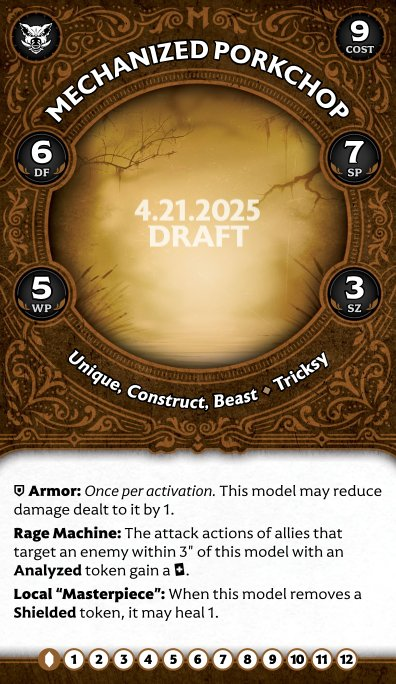 M
9
COST
MECHANIZED PORKCHOP
6
DF
7
SP
4.21.2025
DRAFT
5
WP
3
SZ
Unique, Construct, Beast ◆ Tricksy
Armor: Once per activation. This model may reduce
damage dealt to it by 1.
Rage Machine: The attack actions of allies that
target an enemy within 3" of this model with an
Analyzed token gain a .
Local “Masterpiece”: When this model removes a
Shielded token, it may heal 1.
1 2 3 4 5 6 7 8 9 10 11 12